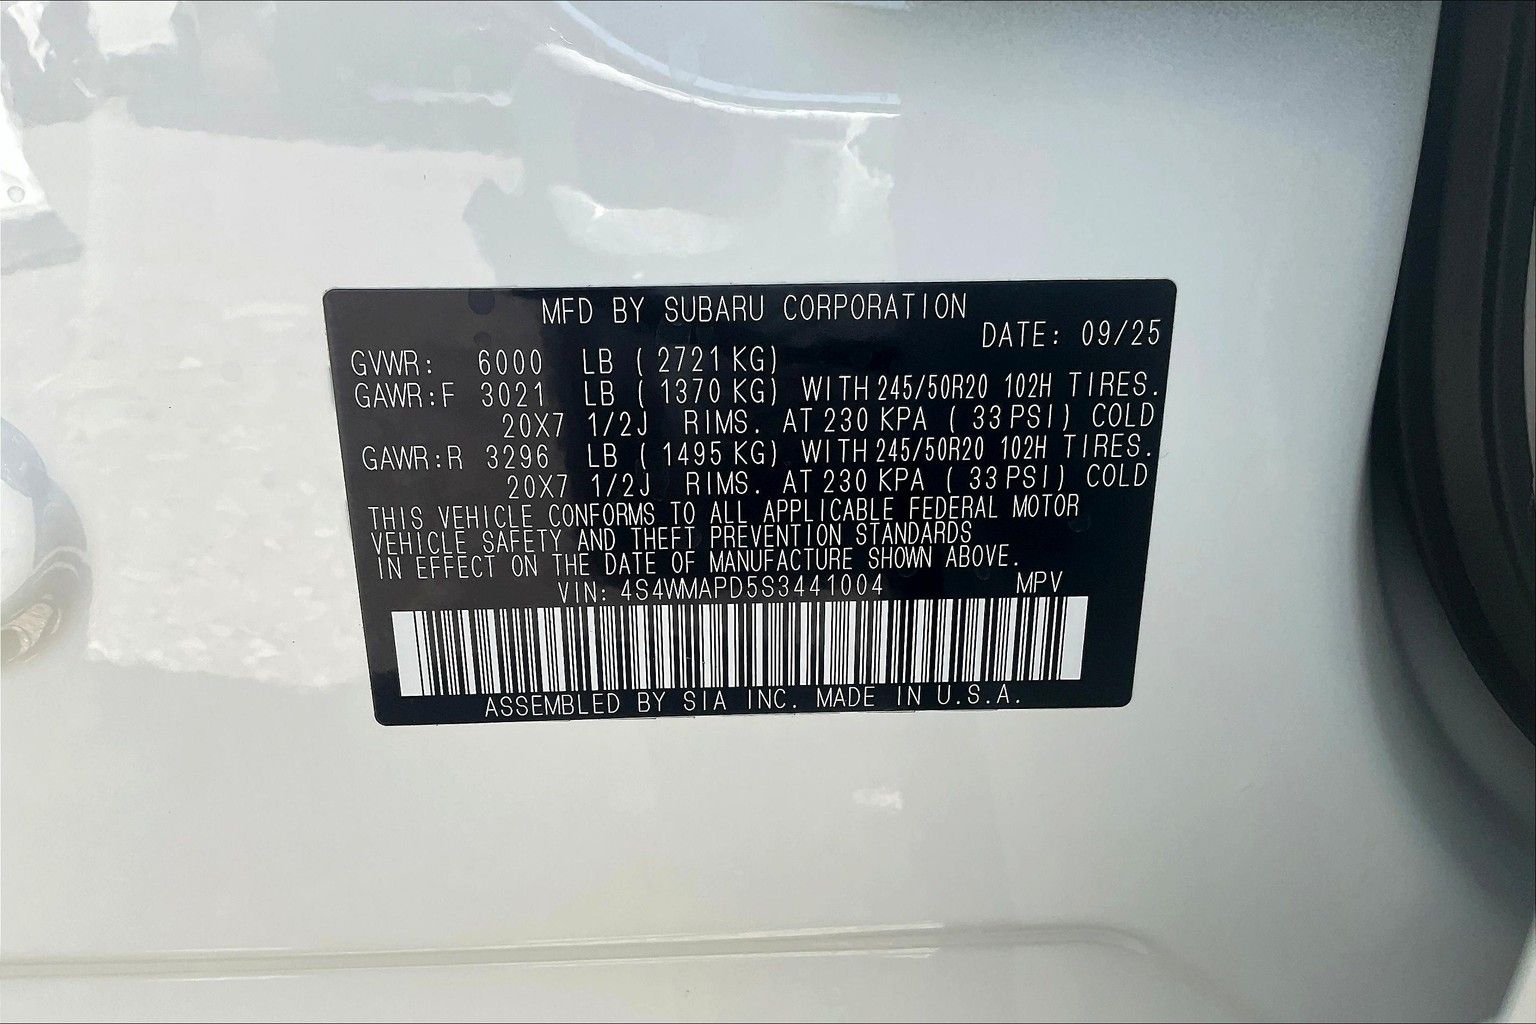 MFD BY SUBARU CORPORATION
DATE: 09/25
GVWR: 6000 LB ( 2721 KG)
GAWR:F 3021 LB ( 1370 KG) WITH 245/50R20 102H TIRES.
20X7 1/2J RIMS. AT 230 KPA ( 33 PSI) COLD
GAWR:R 3296 LB ( 1495 KG) WITH 245/50R20 102H TIRES.
20X7 1/2J RIMS. AT 230 KPA ( 33 PSI) COLD
THIS VEHICLE CONFORMS TO ALL APPLICABLE FEDERAL MOTOR
VEHICLE SAFETY AND THEFT PREVENTION STANDARDS
IN EFFECT ON THE DATE OF MANUFACTURE SHOWN ABOVE.
VIN: 4S4WMAPD5S3441004 MPV
ASSEMBLED BY SIA INC. MADE IN U.S.A.